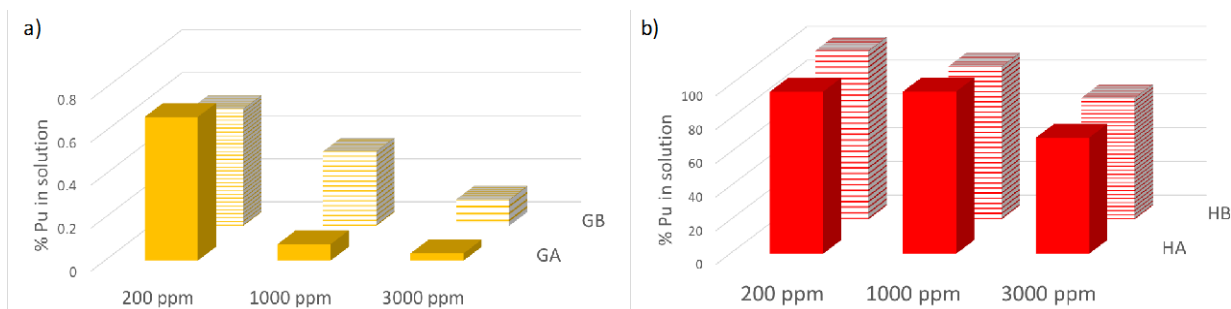 a)
% Pu in solution
0.8
0.6
0.4
0.2
0
GB
GA
200 ppm 1000 ppm 3000 ppm
b)
% Pu in solution
100
80
60
40
20
0
HB
HA
200 ppm 1000 ppm 3000 ppm